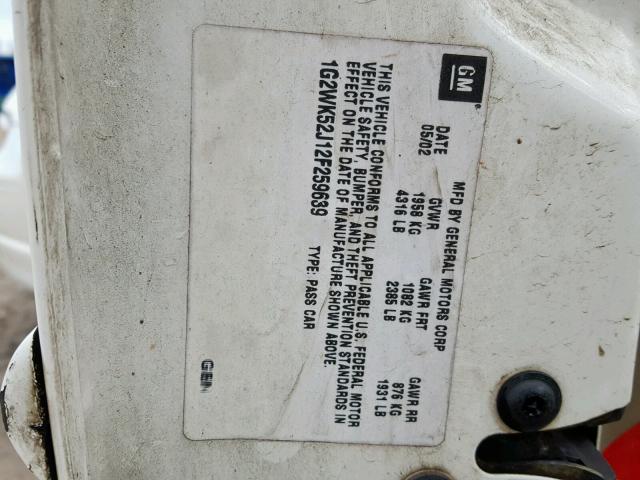 GM
MFD BY GENERAL MOTORS CORP
DATE GVWR GAWR FRT GAWR RR
05/02 1958 KG 1082 KG 876 KG
4316 LB 2385 LB 1931 LB
THIS VEHICLE CONFORMS TO ALL APPLICABLE U.S. FEDERAL MOTOR
VEHICLE SAFETY, BUMPER, AND THEFT PREVENTION STANDARDS IN
EFFECT ON THE DATE OF MANUFACTURE SHOWN ABOVE.
1G2WK52J12F259639 TYPE: PASS CAR